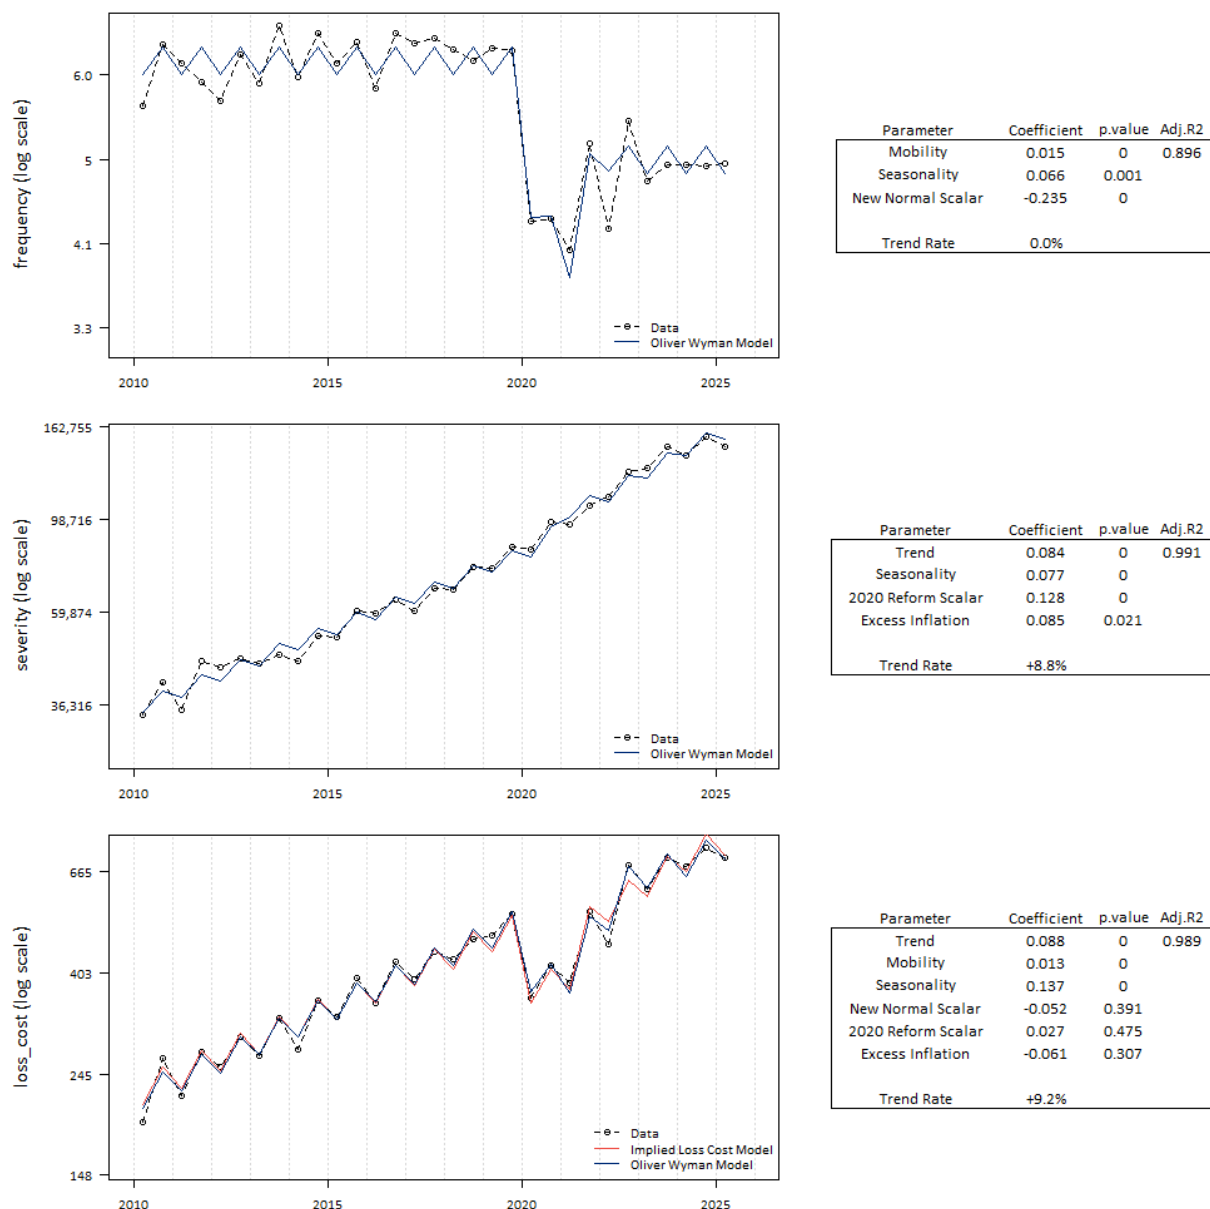 frequency (log scale)
6.0
5
4.1
3.3
Data
Oliver Wyman Model
2010 2015 2020 2025
Parameter Coefficient p.value Adj.R2
Mobility 0.015 0 0.896
Seasonality 0.066 0.001
New Normal Scalar -0.235 0
Trend Rate 0.0%
severity (log scale)
162,755
98,716
59,874
36,316
Data
Oliver Wyman Model
2010 2015 2020 2025
Parameter Coefficient p.value Adj.R2
Trend 0.084 0 0.991
Seasonality 0.077 0
2020 Reform Scalar 0.128 0
Excess Inflation 0.085 0.021
Trend Rate +8.8%
loss_cost (log scale)
665
403
245
148
Data
Implied Loss Cost Model
Oliver Wyman Model
2010 2015 2020 2025
Parameter Coefficient p.value Adj.R2
Trend 0.088 0 0.989
Mobility 0.013 0
Seasonality 0.137 0
New Normal Scalar -0.052 0.391
2020 Reform Scalar 0.027 0.475
Excess Inflation -0.061 0.307
Trend Rate +9.2%